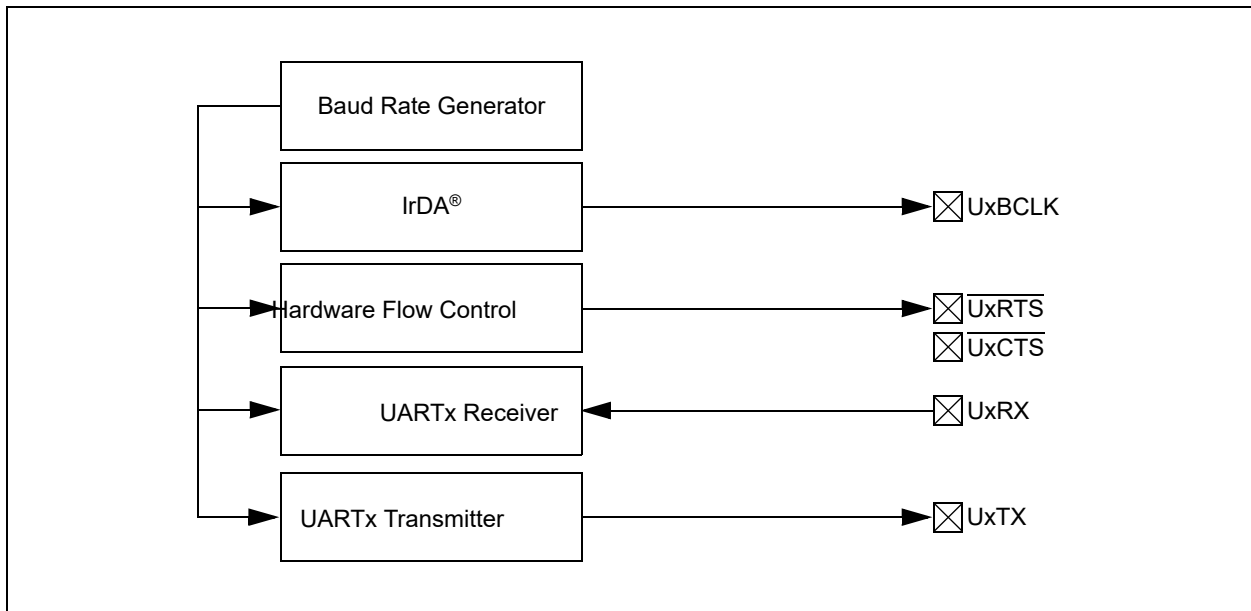 Baud Rate Generator
IrDA®
UxBCLK
Hardware Flow Control
UxRTS
UxCTS
UARTx Receiver
UxRX
UARTx Transmitter
UxTX